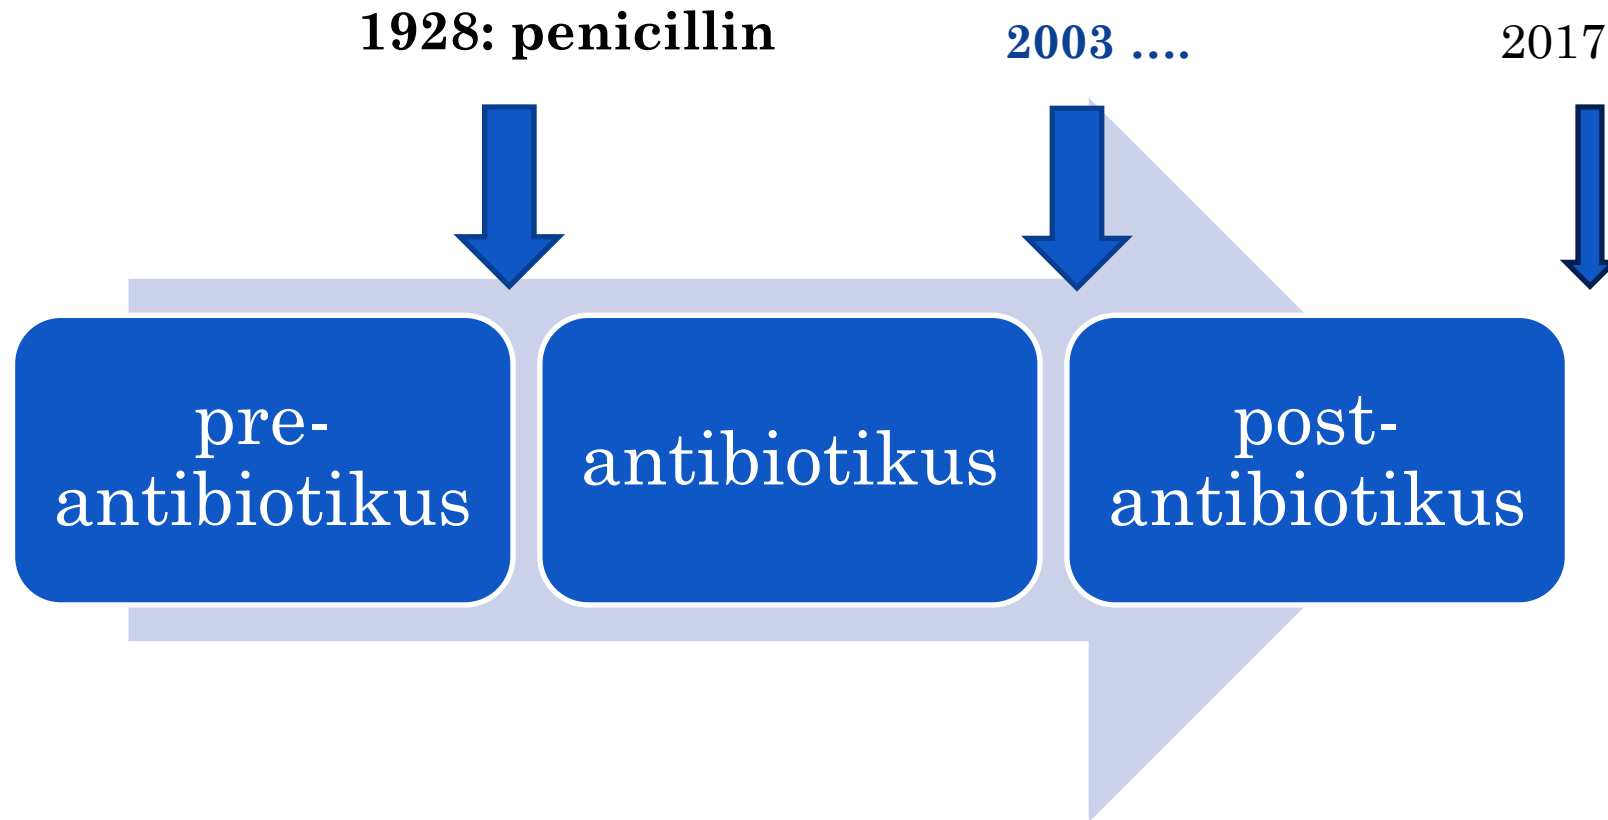 1928: penicillin
2003 ....
2017
pre-
antibiotikus
antibiotikus
post-
antibiotikus